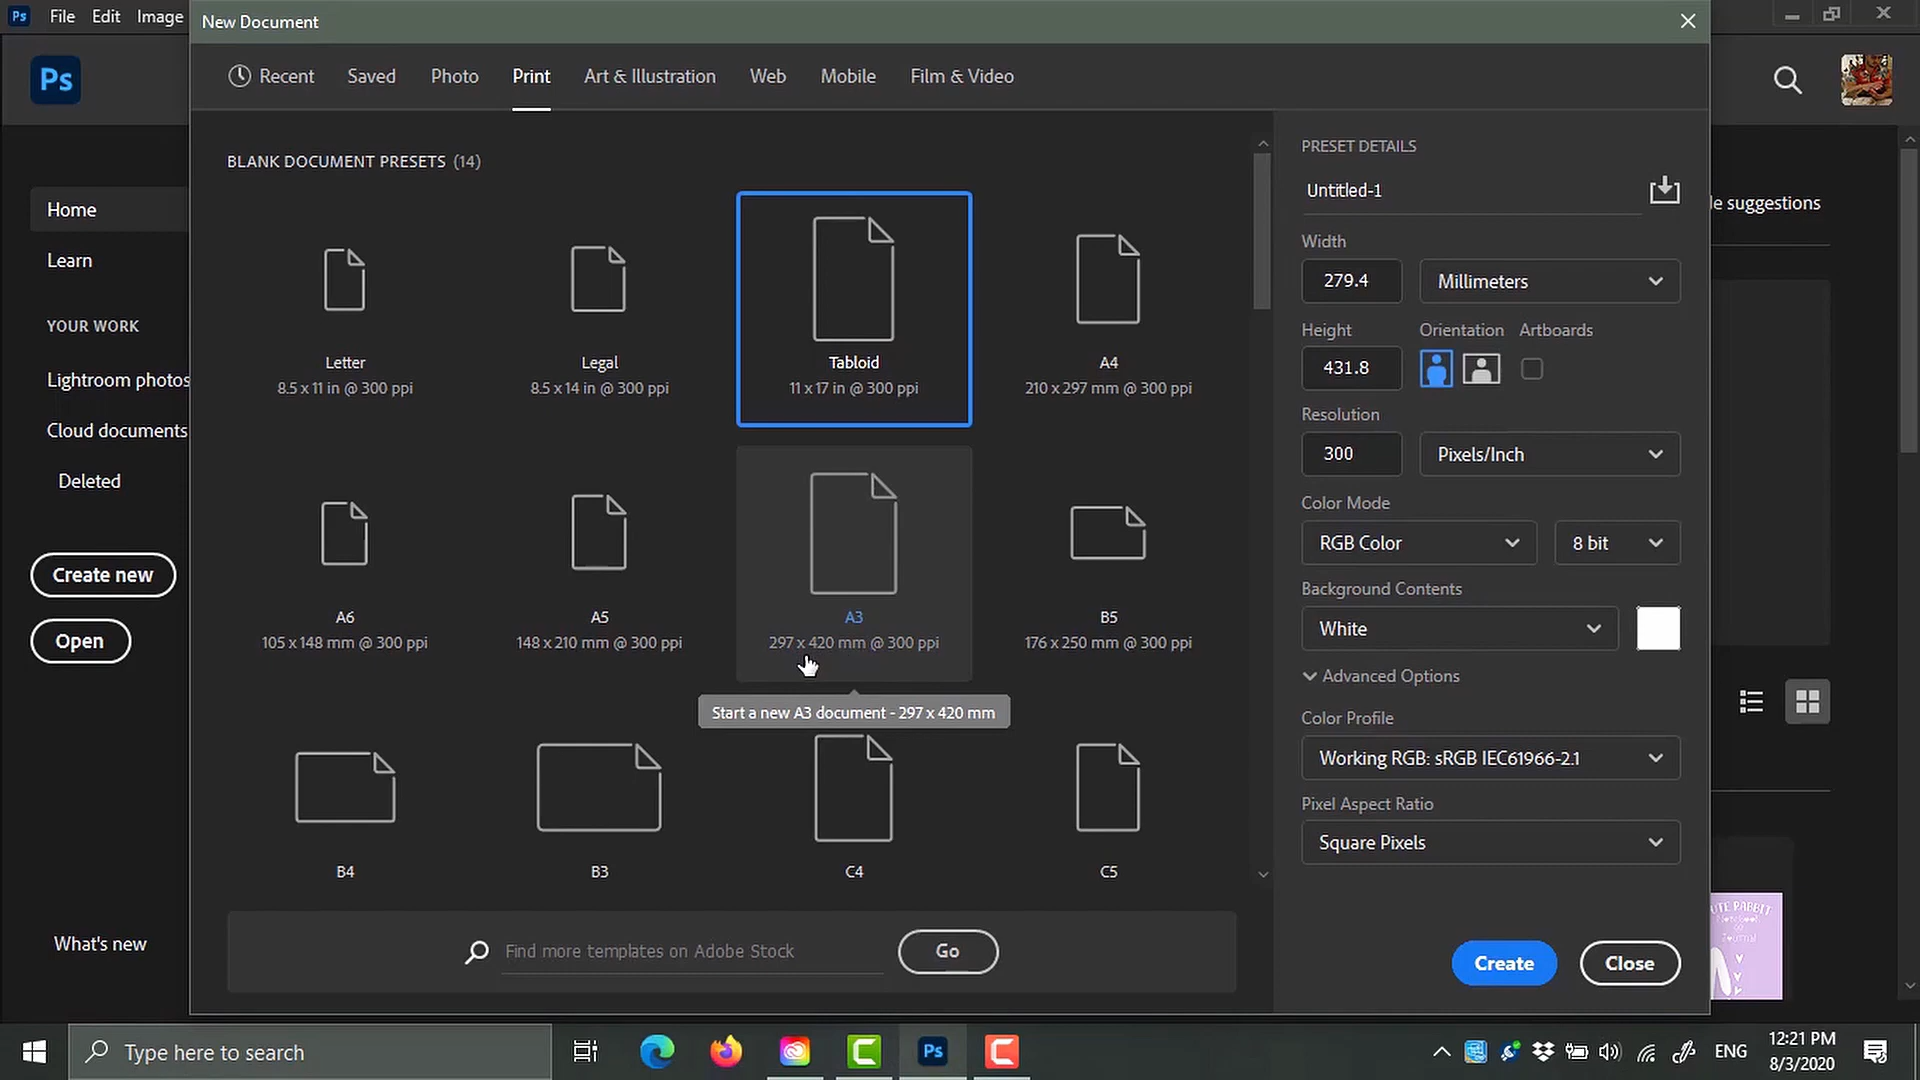 Ps File Edit Image
New Document
Ps
Recent Saved Photo Print Art & Illustration Web Mobile Film & Video
BLANK DOCUMENT PRESETS (14)
Home
Learn
YOUR WORK
Lightroom photos
Cloud documents
Deleted
Create new
Open
What's new
Letter
8.5 x 11 in @ 300 ppi
Legal
8.5 x 14 in @ 300 ppi
Tabloid
11 x 17 in @ 300 ppi
A4
210 x 297 mm @ 300 ppi
A6
105 x 148 mm @ 300 ppi
A5
148 x 210 mm @ 300 ppi
A3
297 x 420 mm @ 300 ppi
B5
176 x 250 mm @ 300 ppi
Start a new A3 document - 297 x 420 mm
B4
B3
C4
C5
Find more templates on Adobe Stock
Go
PRESET DETAILS
Untitled-1
Width
279.4 Millimeters
Height Orientation Artboards
431.8
Resolution
300 Pixels/Inch
Color Mode
RGB Color 8 bit
Background Contents
White
Advanced Options
Color Profile
Working RGB: sRGB IEC61966-2.1
Pixel Aspect Ratio
Square Pixels
Create Close
le suggestions
UTE RABBIT
Type here to search
Ps
ENG
12:21 PM
8/3/2020